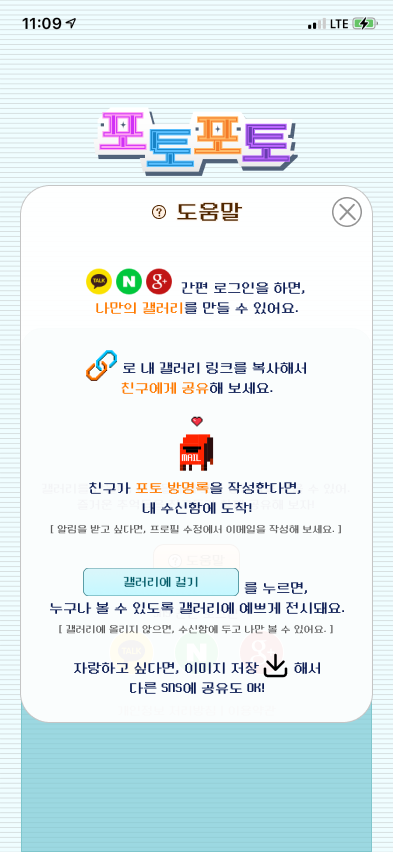 11:09
LTE
포토포토
? 도움말
TALK N g+ 간편 로그인을 하면,
나만의 갤러리를 만들 수 있어요.
로 내 갤러리 링크를 복사해서
친구에게 공유해 보세요.
MAIL
친구가 포토 방명록을 작성한다면,
내 수신함에 도착!
[ 알림을 받고 싶다면, 프로필 수정에서 이메일을 작성해 보세요. ]
갤러리에 걸기 를 누르면,
누구나 볼 수 있도록 갤러리에 예쁘게 전시돼요.
[ 갤러리에 올리지 않으면, 수신함에 두고 나만 볼 수 있어요. ]
자랑하고 싶다면, 이미지 저장 해서
다른 SNS에 공유도 OK!